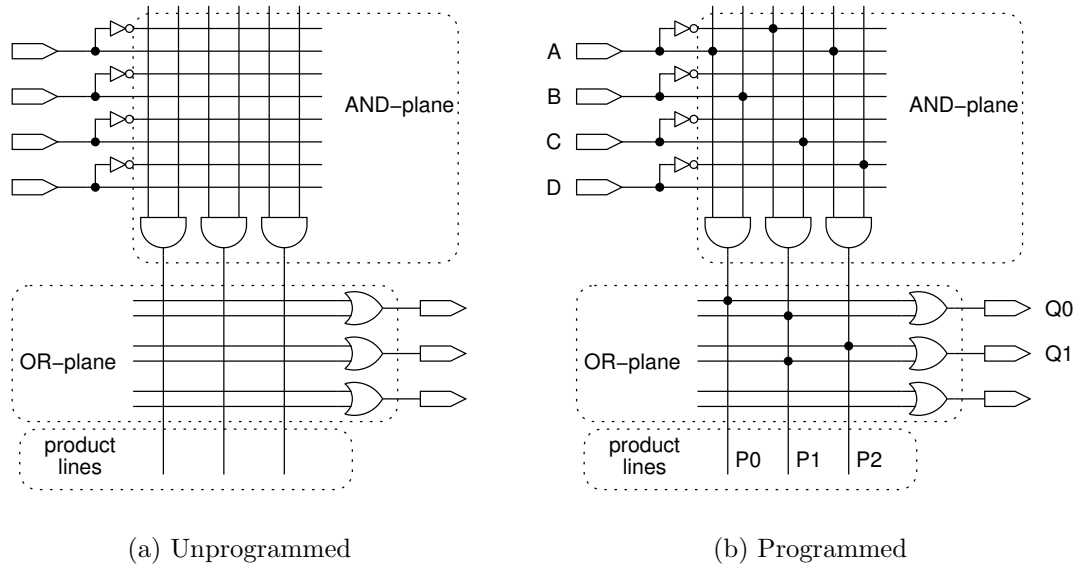 AND−plane
OR−plane
product
lines
(a) Unprogrammed
A
B
C
D
AND−plane
Q0
Q1
OR−plane
product
lines
P0 P1 P2
(b) Programmed